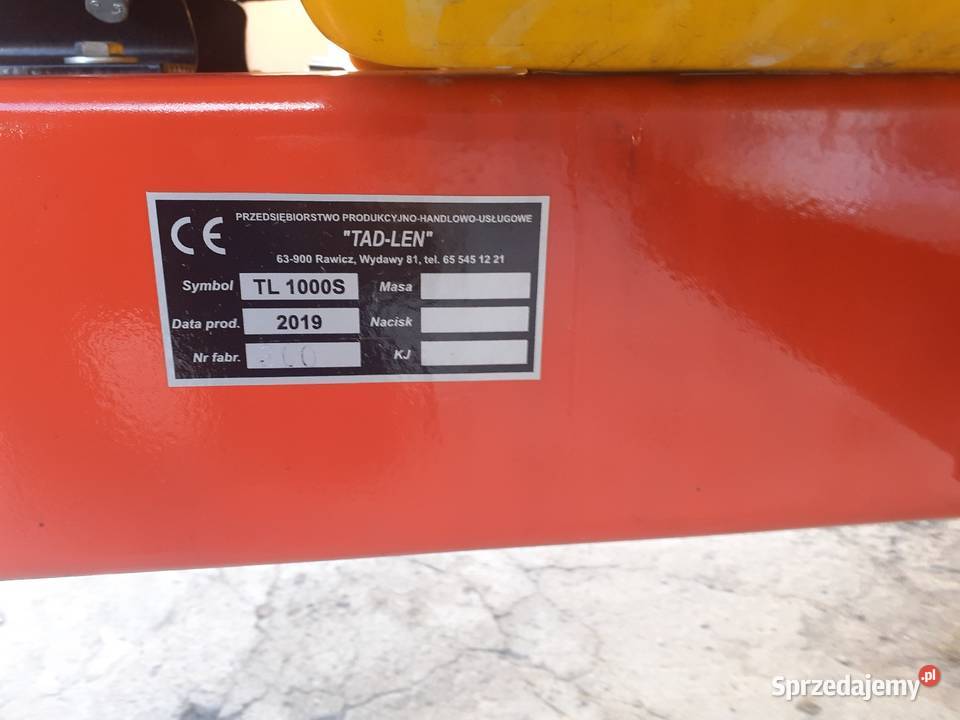 CE PRZEDSIĘBIORSTWO PRODUKCYJNO-HANDLOWO-USŁUGOWE
"TAD-LEN"
63-900 Rawicz, Wydawy 81, tel. 65 545 12 21
Symbol TL 1000S Masa
Data prod. 2019 Nacisk
Nr fabr. KJ
Sprzedajemy.pl